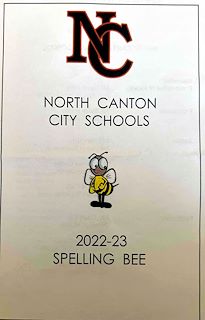 NC
NORTH CANTON
CITY SCHOOLS
2022-23
SPELLING BEE